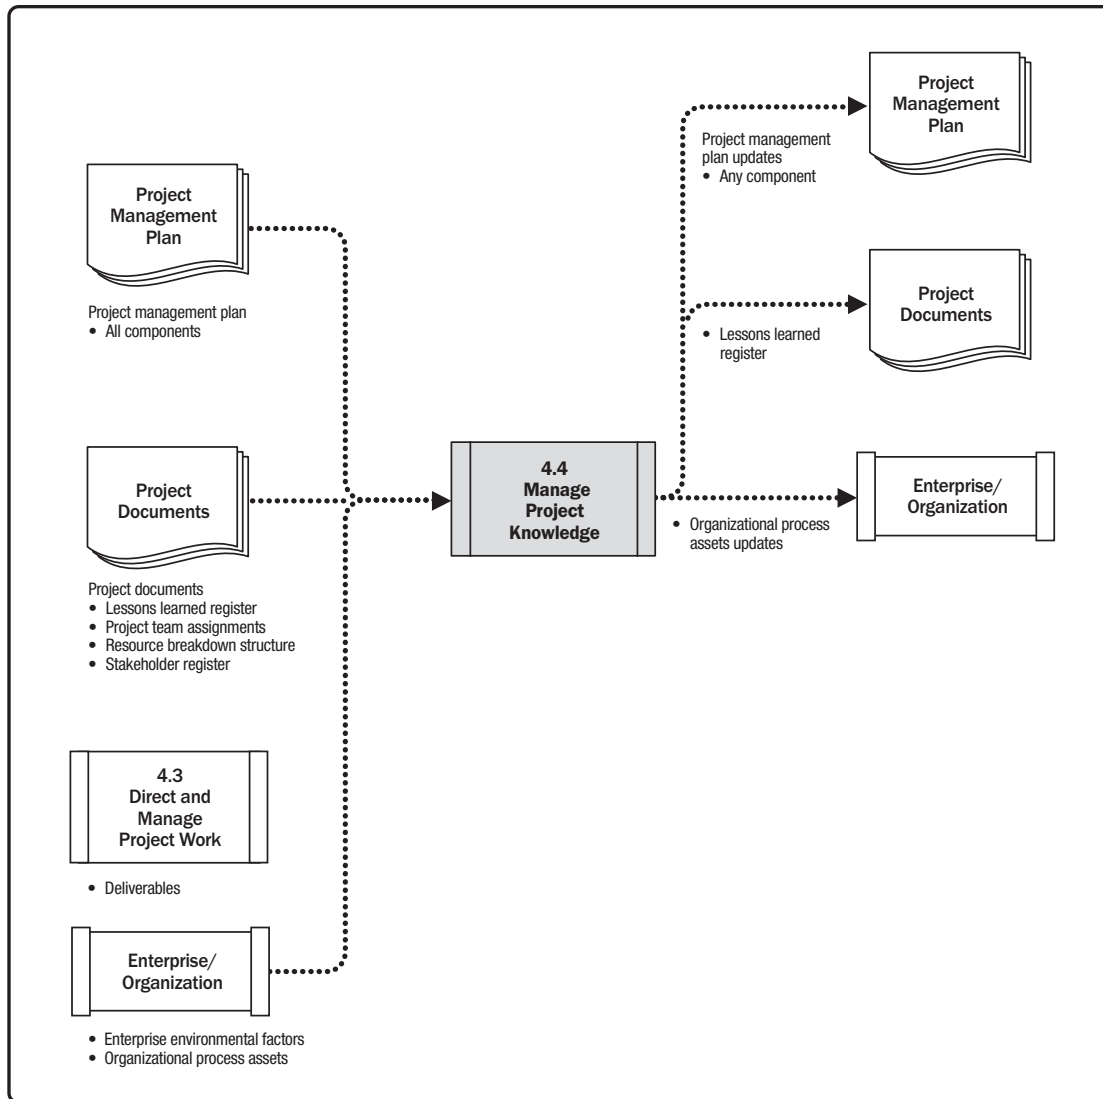 Project
Management
Plan
Project management plan
• All components
Project
Documents
Project documents
• Lessons learned register
• Project team assignments
• Resource breakdown structure
• Stakeholder register
4.3
Direct and
Manage
Project Work
• Deliverables
Enterprise/
Organization
• Enterprise environmental factors
• Organizational process assets
4.4
Manage
Project
Knowledge
Project management
plan updates
• Any component
Project
Management
Plan
• Lessons learned
register
Project
Documents
• Organizational process
assets updates
Enterprise/
Organization